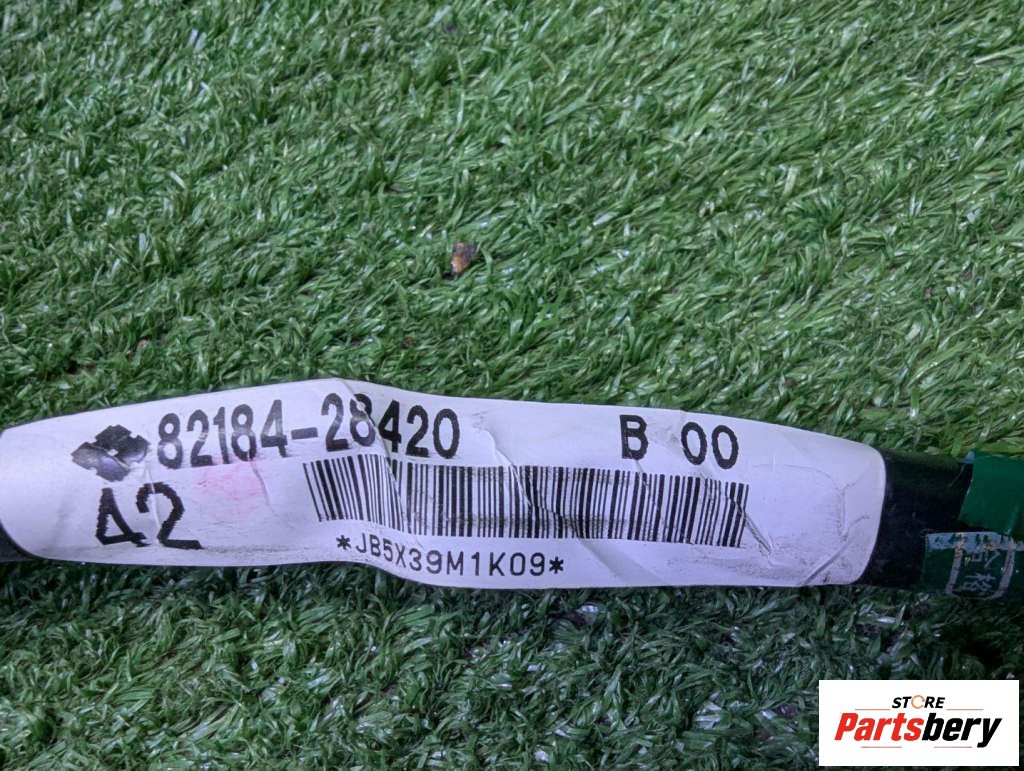 82184-28420 B 00
42
*JB5X39M1K09*
STORE
Partsbery